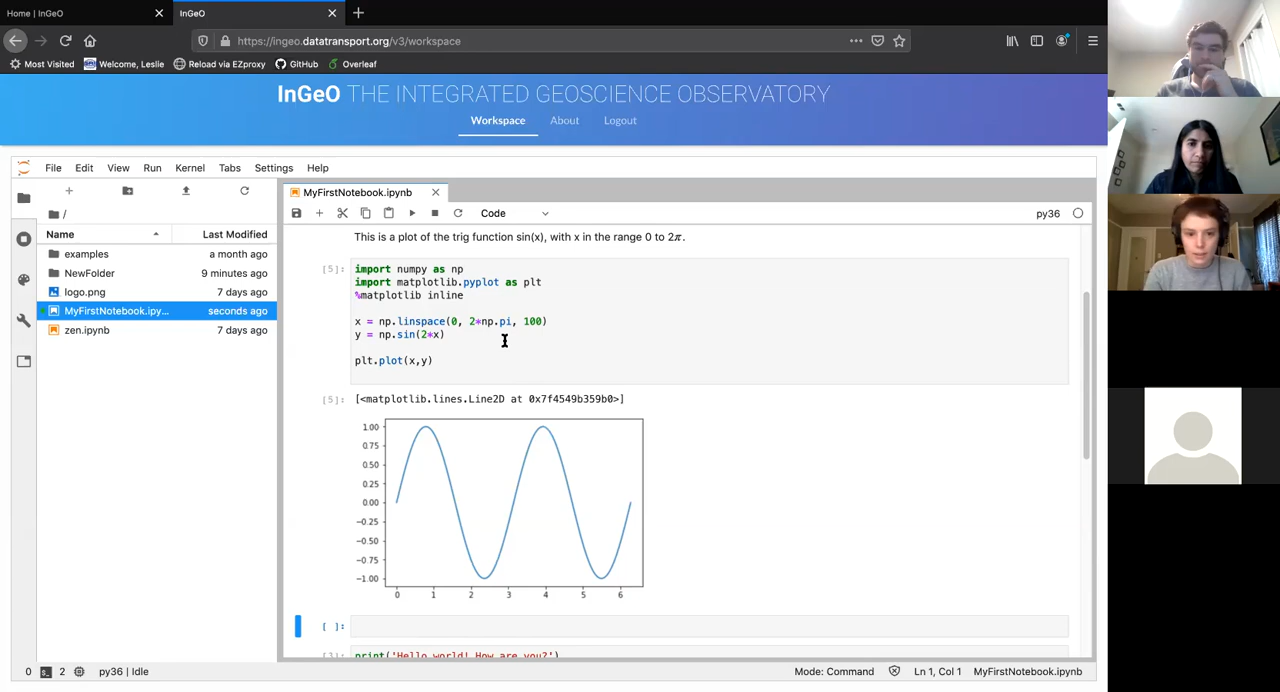 Home | InGeO
InGeO
https://ingeo.datatransport.org/v3/workspace
Most Visited Welcome, Leslie Reload via EZproxy GitHub Overleaf
InGeO THE INTEGRATED GEOSCIENCE OBSERVATORY
Workspace About Logout
File Edit View Run Kernel Tabs Settings Help
/
Name Last Modified
examples a month ago
NewFolder 9 minutes ago
logo.png 7 days ago
MyFirstNotebook.ipy... seconds ago
zen.ipynb 7 days ago
MyFirstNotebook.ipynb
Code py36
This is a plot of the trig function sin(x), with x in the range 0 to 2π.
[5]: import numpy as np
import matplotlib.pyplot as plt
%matplotlib inline
x = np.linspace(0, 2*np.pi, 100)
y = np.sin(2*x)
plt.plot(x,y)
[5]: [<matplotlib.lines.Line2D at 0x7f4549b359b0>]
1.00
0.75
0.50
0.25
0.00
−0.25
−0.50
−0.75
−1.00
0 1 2 3 4 5 6
[ ]:
[3]: print('Hello world! How are you?')
0 2 py36 | Idle Mode: Command Ln 1, Col 1 MyFirstNotebook.ipynb